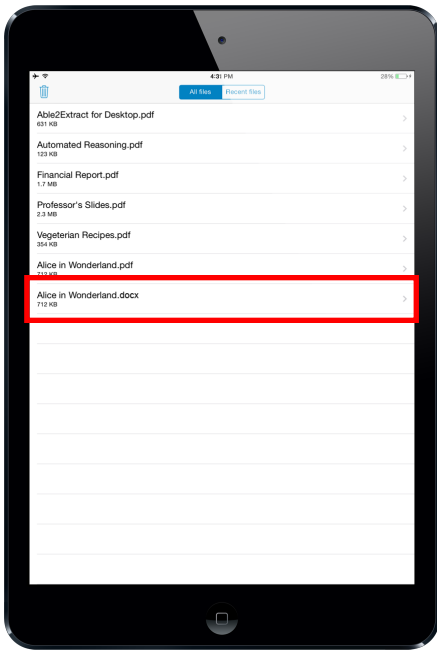 4:31 PM
28%
All files Recent files
Able2Extract for Desktop.pdf
631 KB
Automated Reasoning.pdf
123 KB
Financial Report.pdf
1.7 MB
Professor's Slides.pdf
2.3 MB
Vegeterian Recipes.pdf
354 KB
Alice in Wonderland.pdf
712 KB
Alice in Wonderland.docx
712 KB